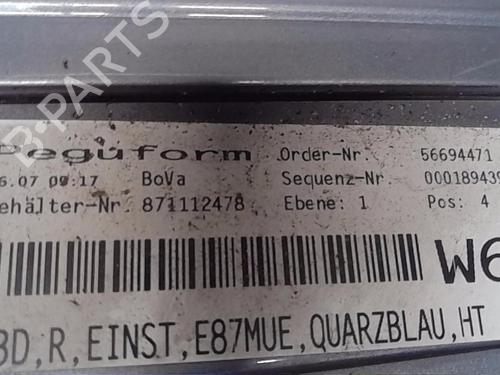 B-PARTS
Peguform Order-Nr. 56694471
6.07 09:17 BoVa Sequenz-Nr 000189439
ehälter-Nr. 871112478 Ebene: 1 Pos: 4
W6
BD,R,EINST,E87MUE,QUARZBLAU,HT